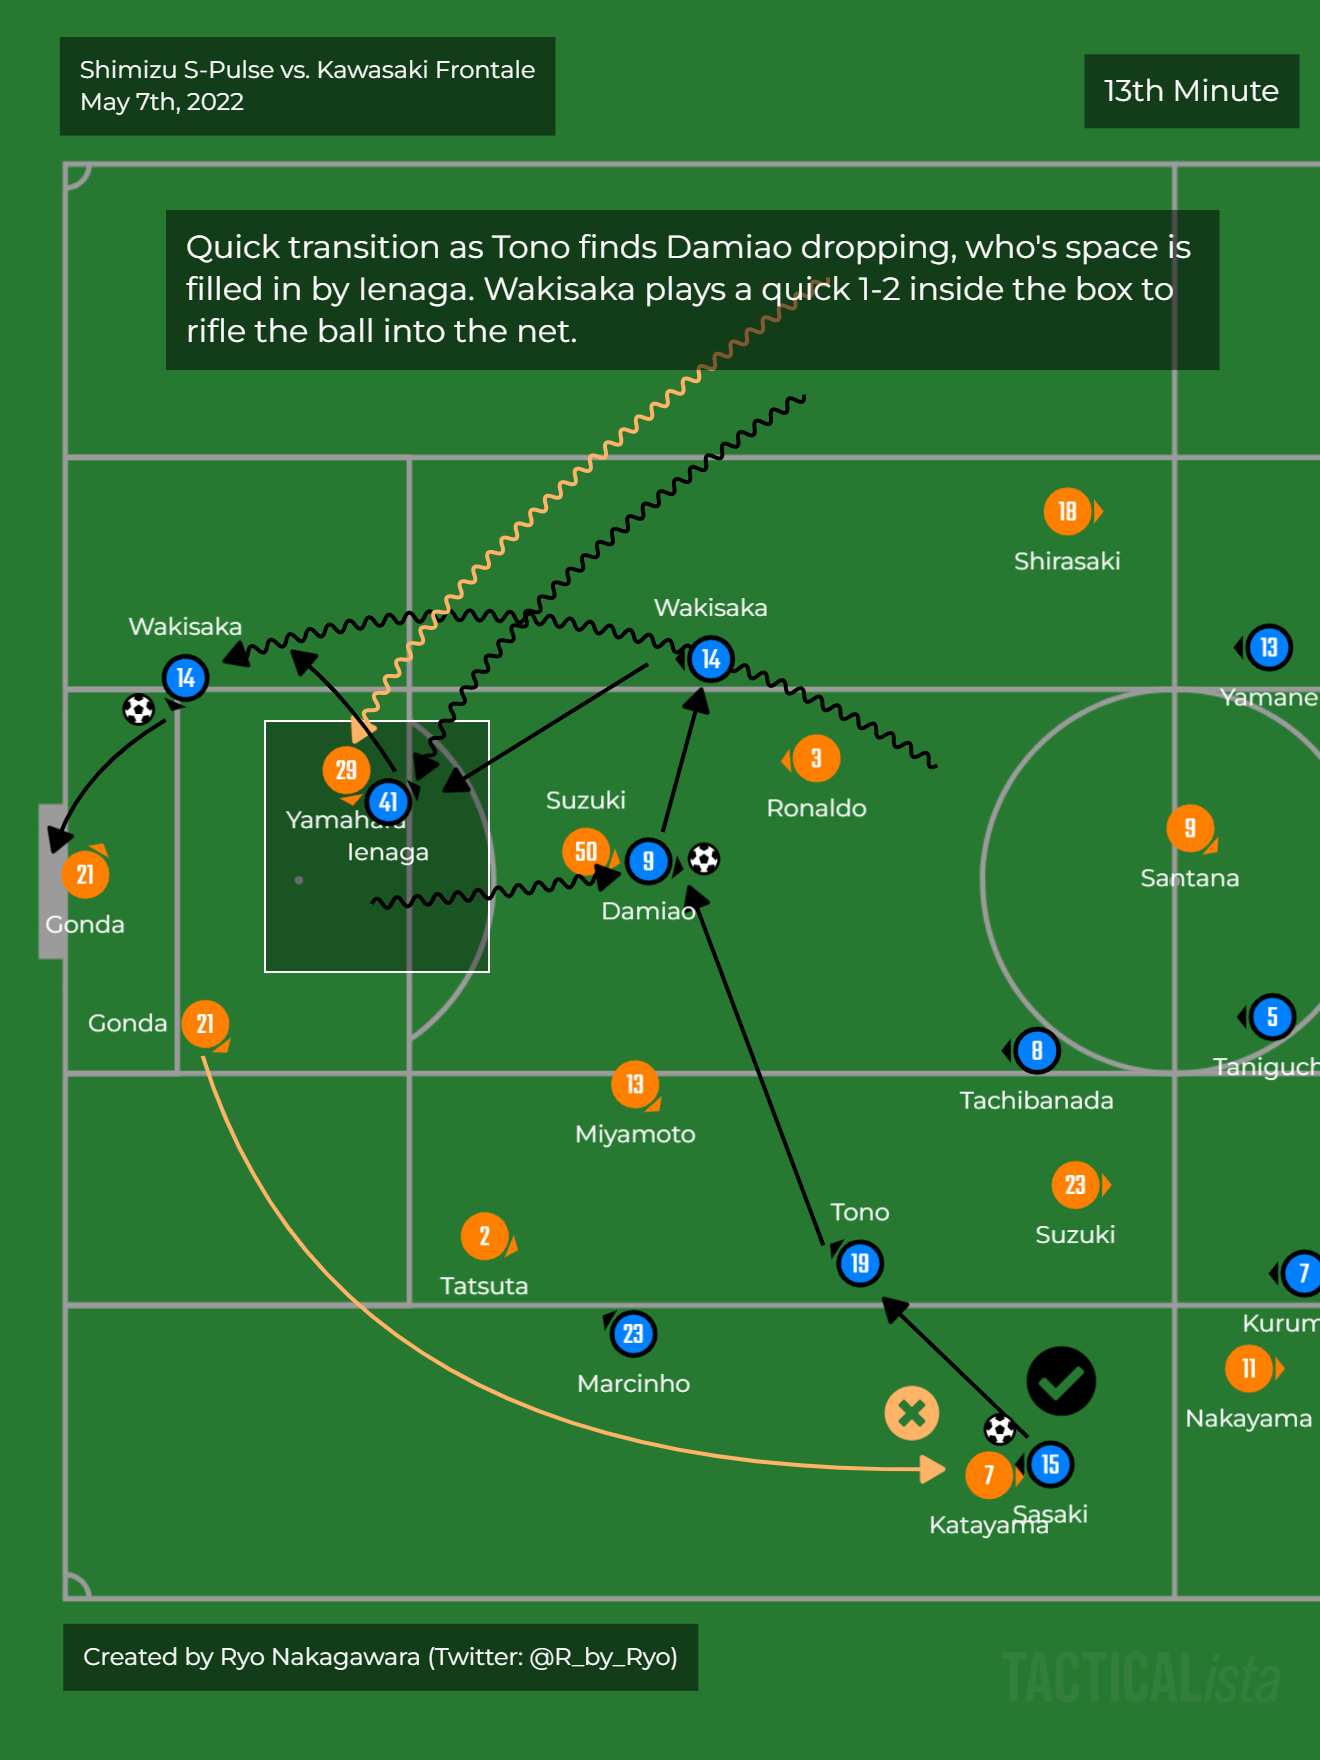 Shimizu S-Pulse vs. Kawasaki Frontale
May 7th, 2022
13th Minute
Quick transition as Tono finds Damiao dropping, who's space is
filled in by Ienaga. Wakisaka plays a quick 1-2 inside the box to
rifle the ball into the net.
18
Shirasaki
Wakisaka
14
Wakisaka
14
13
Yamane
29
Yamahara
41
Ienaga
3
Ronaldo
Suzuki
50
9
Damiao
9
Santana
21
Gonda
Gonda
21
5
Taniguch
8
Tachibanada
13
Miyamoto
23
Suzuki
2
Tatsuta
Tono
19
7
Kurum
23
Marcinho
11
Nakayama
7
Katayama
15
Sasaki
Created by Ryo Nakagawara (Twitter: @R_by_Ryo)
TACTICALista